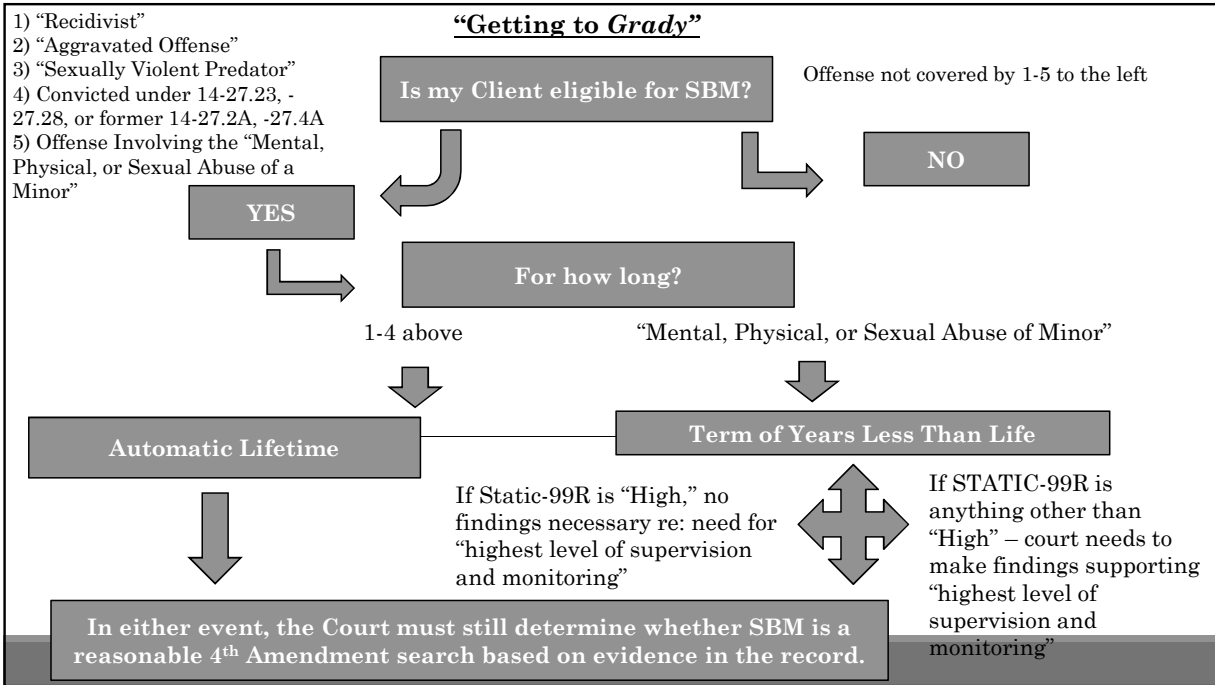 “Getting to Grady”
1) “Recidivist”
2) “Aggravated Offense”
3) “Sexually Violent Predator”
4) Convicted under 14-27.23, -
27.28, or former 14-27.2A, -27.4A
5) Offense Involving the “Mental,
Physical, or Sexual Abuse of a
Minor”
Is my Client eligible for SBM?
Offense not covered by 1-5 to the left
NO
YES
For how long?
1-4 above
“Mental, Physical, or Sexual Abuse of Minor”
Automatic Lifetime
Term of Years Less Than Life
If Static-99R is “High,” no
findings necessary re: need for
“highest level of supervision
and monitoring”
If STATIC-99R is
anything other than
“High” – court needs to
make findings supporting
“highest level of
supervision and
monitoring”
In either event, the Court must still determine whether SBM is a
reasonable 4th Amendment search based on evidence in the record.